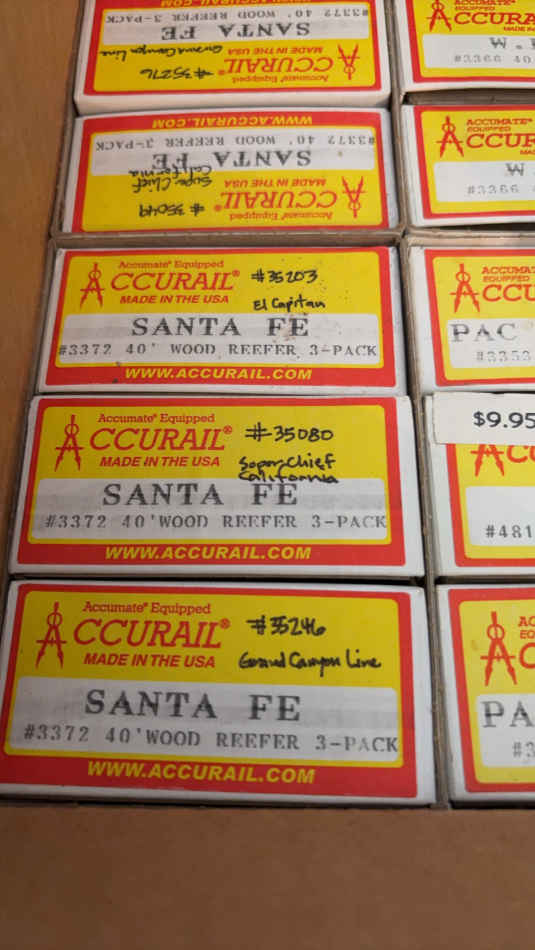 Accumate® Equipped
ACCURAIL
MADE IN THE USA
#35276
Grand Canyon Line
SANTA FE
#3372 40' WOOD REEFER 3-PACK
WWW.ACCURAIL.COM
Accumate® Equipped
ACCURAIL
MADE IN THE USA
#35049
Super Chief
California
SANTA FE
#3372 40' WOOD REEFER 3-PACK
WWW.ACCURAIL.COM
Accumate® Equipped
ACCURAIL®
MADE IN THE USA
#35203
El Capitan
SANTA FE
#3372 40' WOOD REEFER 3-PACK
WWW.ACCURAIL.COM
Accumate® Equipped
ACCURAIL®
MADE IN THE USA
#35080
Super Chief
California
SANTA FE
#3372 40'WOOD REEFER 3-PACK
WWW.ACCURAIL.COM
Accumate® Equipped
ACCURAIL®
MADE IN THE USA
#35246
Grand Canyon Line
SANTA FE
#3372 40'WOOD REEFER 3-PACK
WWW.ACCURAIL.COM
EQUIPPED
#3366 40
ACCUMATE®
EQUIPPED
#3366
PAC
#3353
$9.95
#481